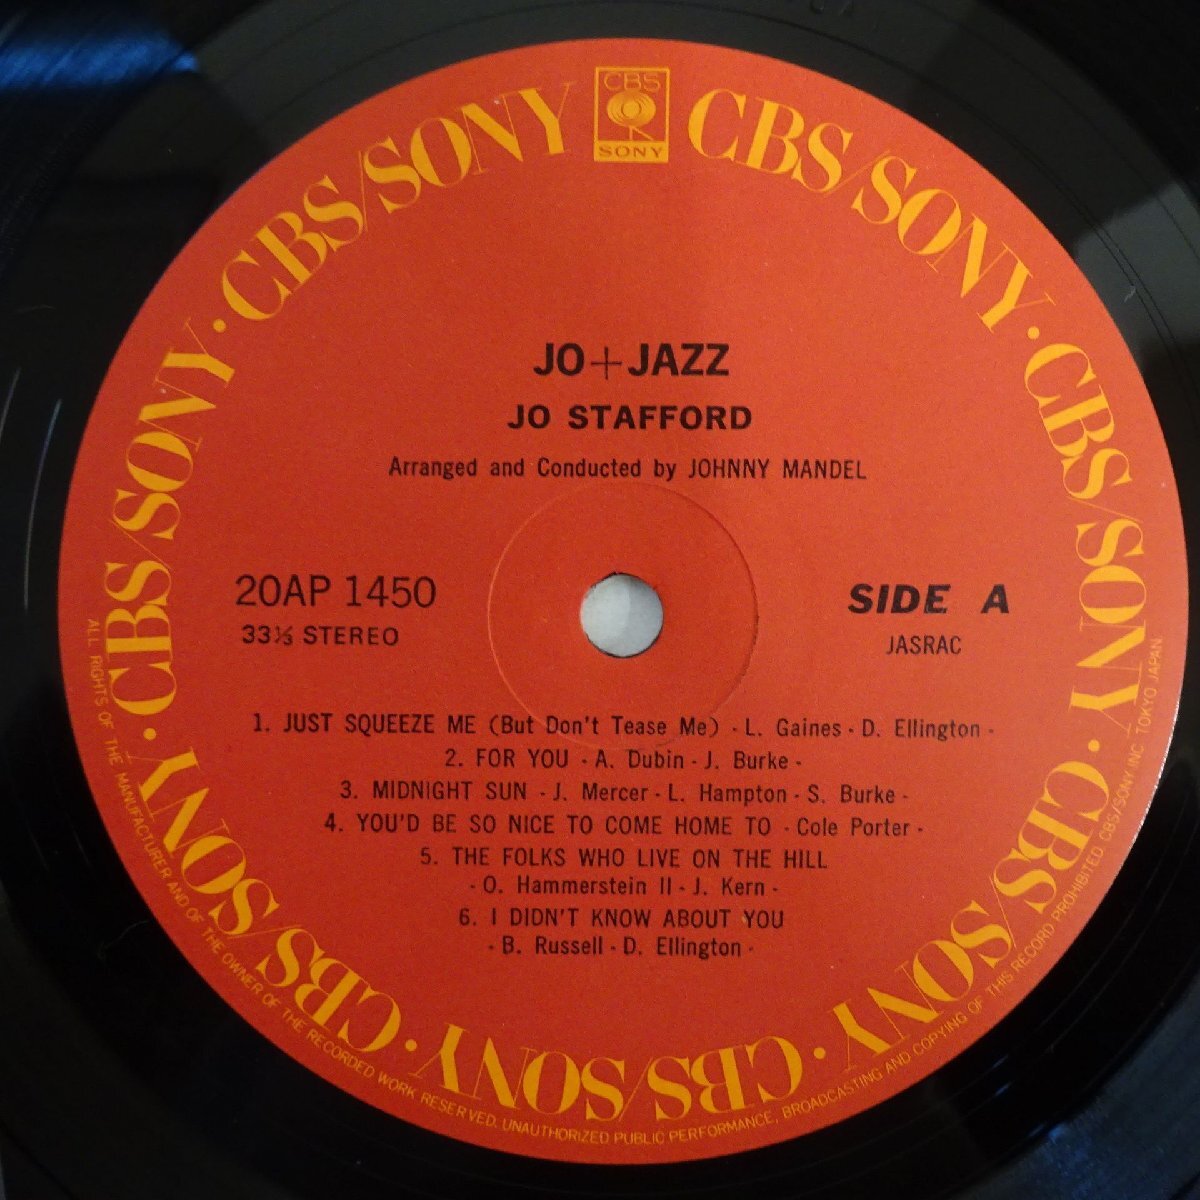 CBS
SONY
CBS/SONY · CBS/SONY · CBS/SONY · CBS/SONY · CBS/SONY · CBS/SONY · CBS/SONY · CBS/SONY
JO+JAZZ
JO STAFFORD
Arranged and Conducted by JOHNNY MANDEL
20AP 1450
33⅓ STEREO
SIDE A
JASRAC
1. JUST SQUEEZE ME (But Don't Tease Me) - L. Gaines - D. Ellington -
2. FOR YOU - A. Dubin - J. Burke -
3. MIDNIGHT SUN - J. Mercer - L. Hampton - S. Burke -
4. YOU'D BE SO NICE TO COME HOME TO - Cole Porter -
5. THE FOLKS WHO LIVE ON THE HILL
- O. Hammerstein II - J. Kern -
6. I DIDN'T KNOW ABOUT YOU
- B. Russell - D. Ellington -
ALL RIGHTS OF THE MANUFACTURER AND OF THE OWNER OF THE RECORDED WORK RESERVED. UNAUTHORIZED PUBLIC PERFORMANCE, BROADCASTING AND COPYING OF THIS RECORD PROHIBITED CBS/SONY INC. TOKYO JAPAN